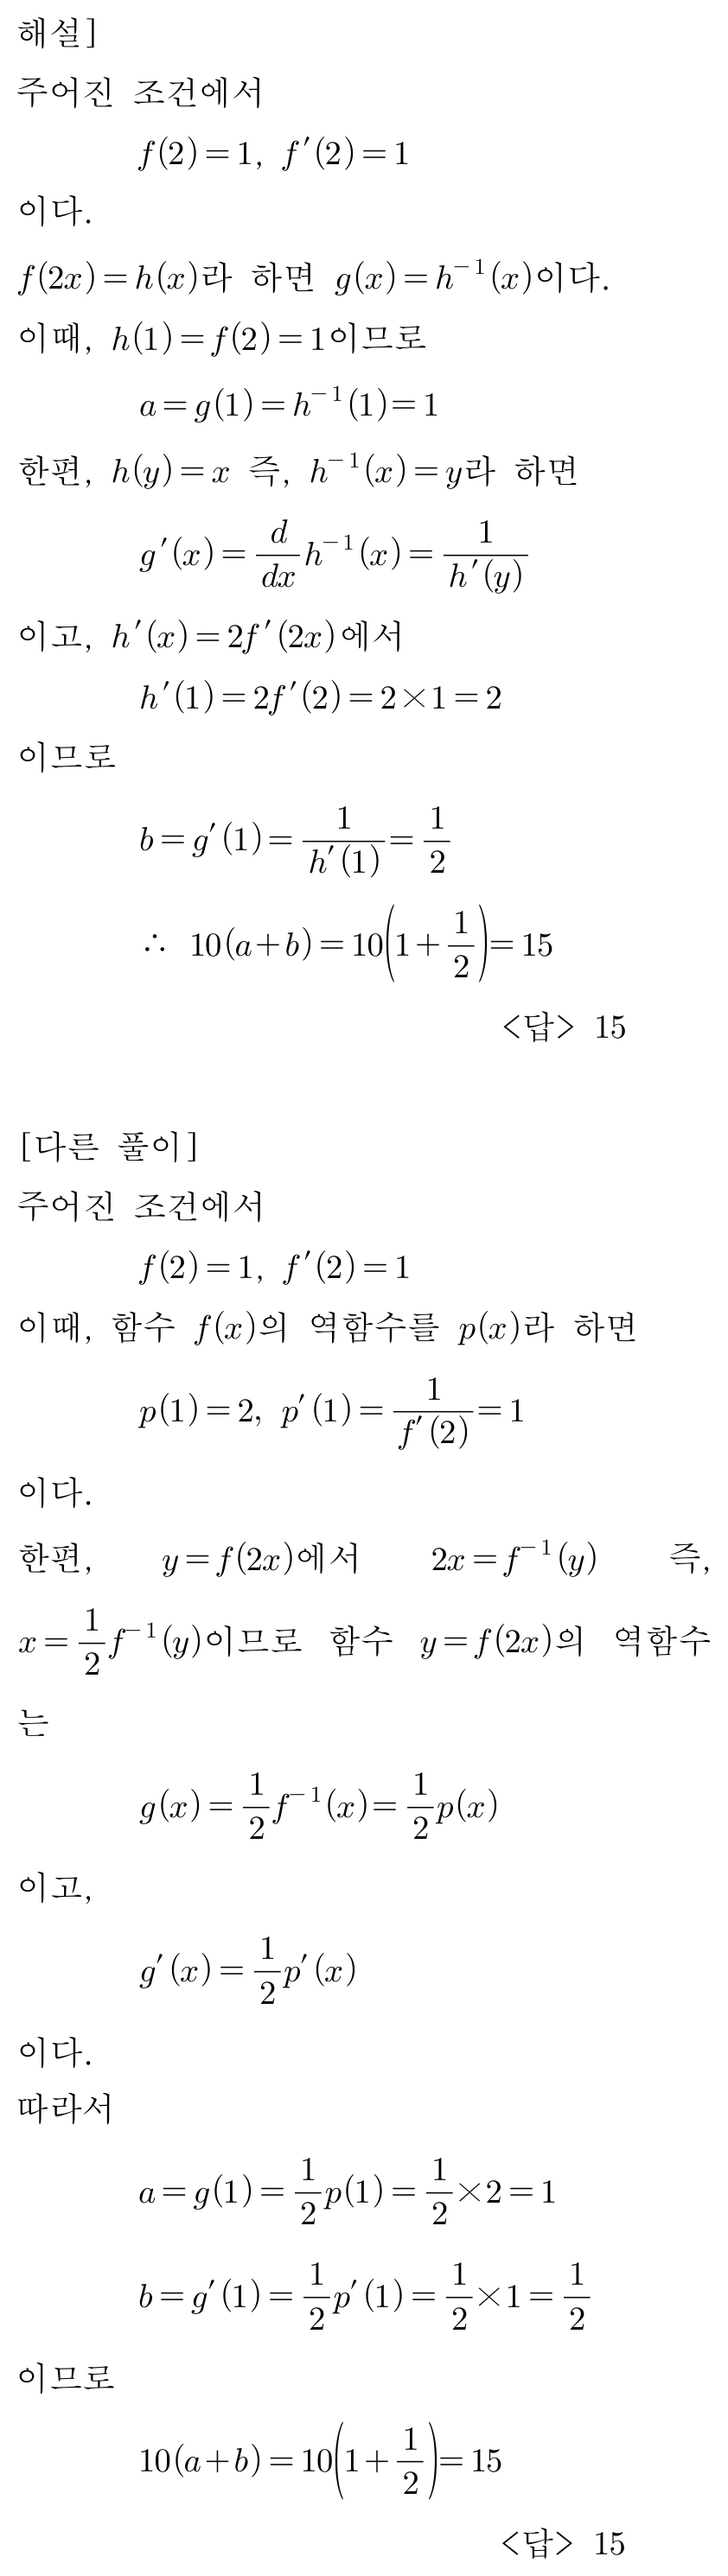 해설]
주어진 조건에서
f(2)=1, f′(2)=1
이다.
f(2x)=h(x)라 하면 g(x)=h⁻¹(x)이다.
이때, h(1)=f(2)=1이므로
a=g(1)=h⁻¹(1)=1
한편, h(y)=x 즉, h⁻¹(x)=y라 하면
g′(x)=d/dx h⁻¹(x)=1/h′(y)
이고, h′(x)=2f′(2x)에서
h′(1)=2f′(2)=2×1=2
이므로
b=g′(1)=1/h′(1)=1/2
∴ 10(a+b)=10(1+1/2)=15
<답> 15
[다른 풀이]
주어진 조건에서
f(2)=1, f′(2)=1
이때, 함수 f(x)의 역함수를 p(x)라 하면
p(1)=2, p′(1)=1/f′(2)=1
이다.
한편, y=f(2x)에서 2x=f⁻¹(y) 즉,
x=1/2 f⁻¹(y)이므로 함수 y=f(2x)의 역함수
는
g(x)=1/2 f⁻¹(x)=1/2 p(x)
이고,
g′(x)=1/2 p′(x)
이다.
따라서
a=g(1)=1/2 p(1)=1/2×2=1
b=g′(1)=1/2 p′(1)=1/2×1=1/2
이므로
10(a+b)=10(1+1/2)=15
<답> 15